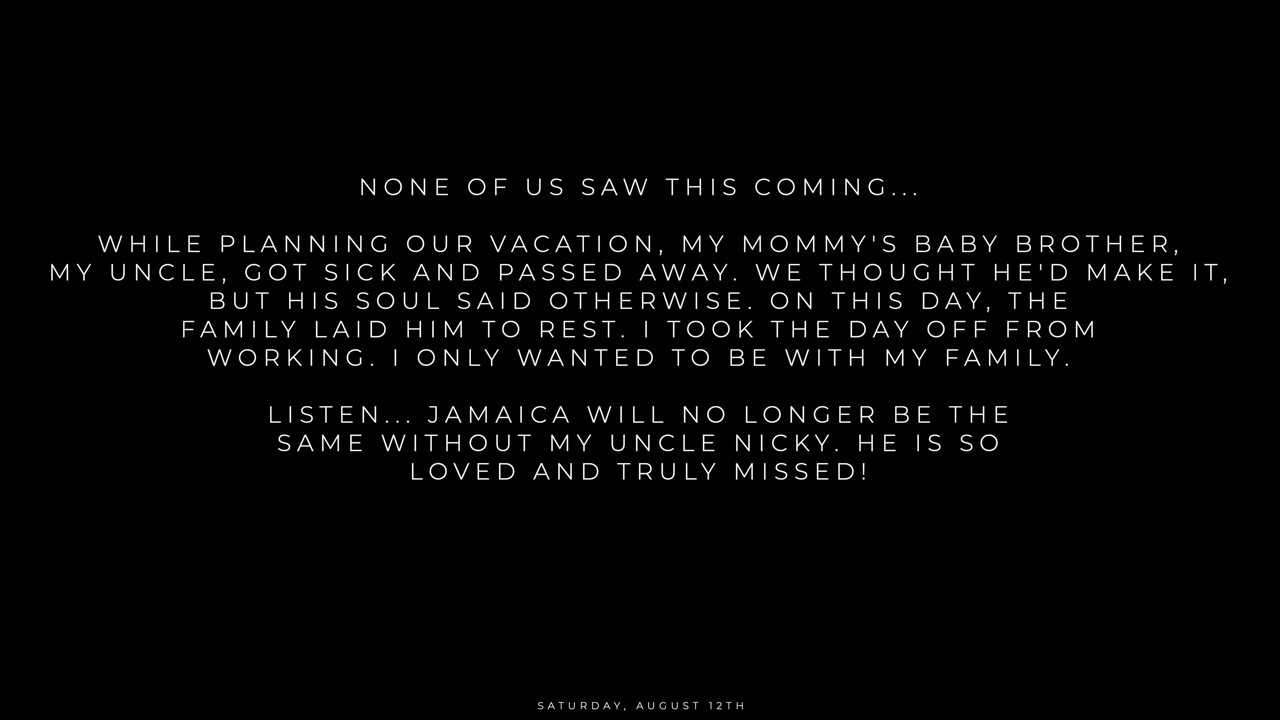 NONE OF US SAW THIS COMING...
WHILE PLANNING OUR VACATION, MY MOMMY'S BABY BROTHER,
MY UNCLE, GOT SICK AND PASSED AWAY. WE THOUGHT HE'D MAKE IT,
BUT HIS SOUL SAID OTHERWISE. ON THIS DAY, THE
FAMILY LAID HIM TO REST. I TOOK THE DAY OFF FROM
WORKING. I ONLY WANTED TO BE WITH MY FAMILY.
LISTEN... JAMAICA WILL NO LONGER BE THE
SAME WITHOUT MY UNCLE NICKY. HE IS SO
LOVED AND TRULY MISSED!
SATURDAY, AUGUST 12TH